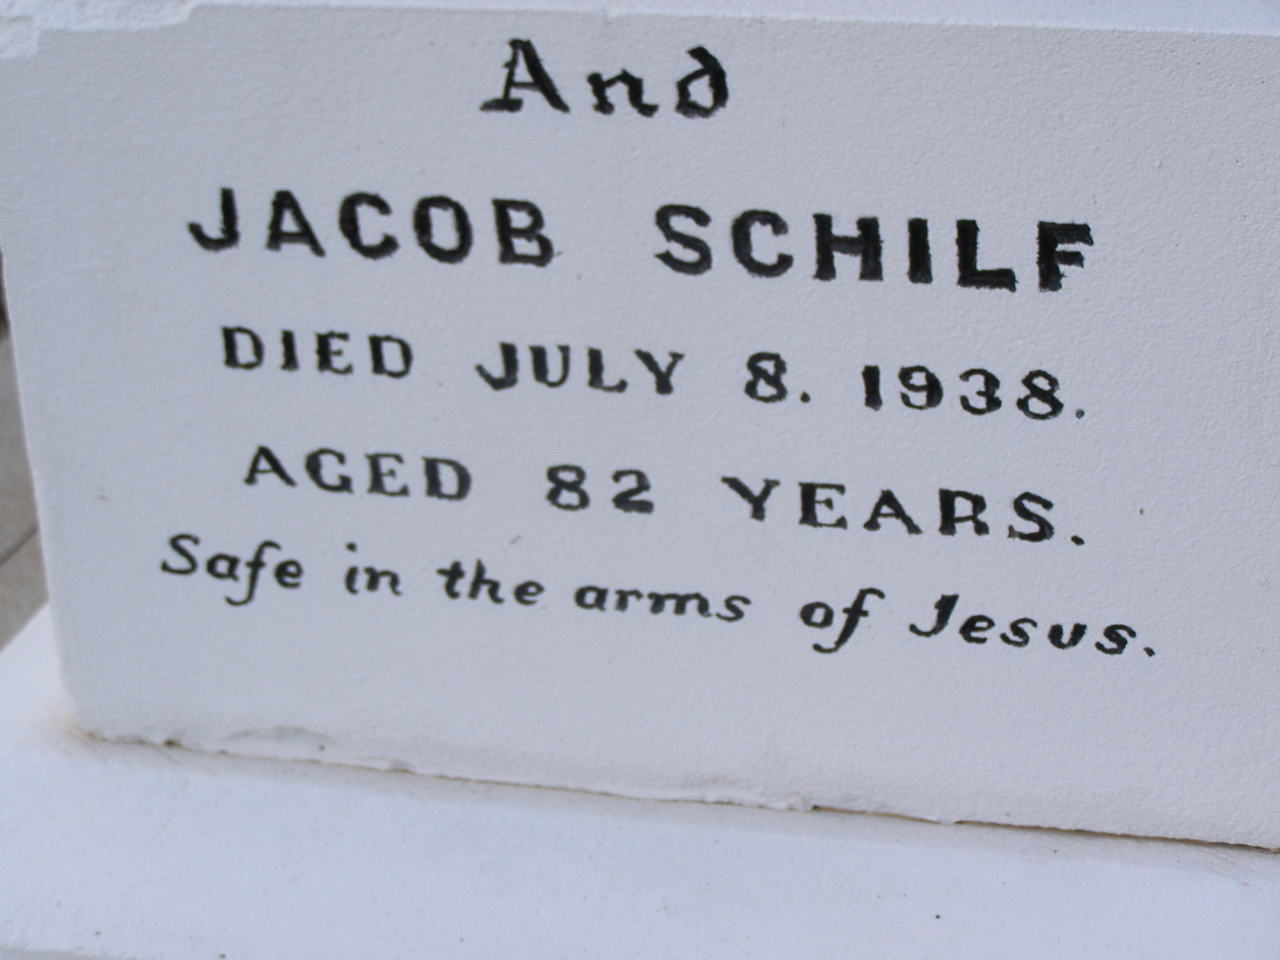 And
JACOB SCHILF
DIED JULY 8. 1938.
AGED 82 YEARS.
Safe in the arms of Jesus.